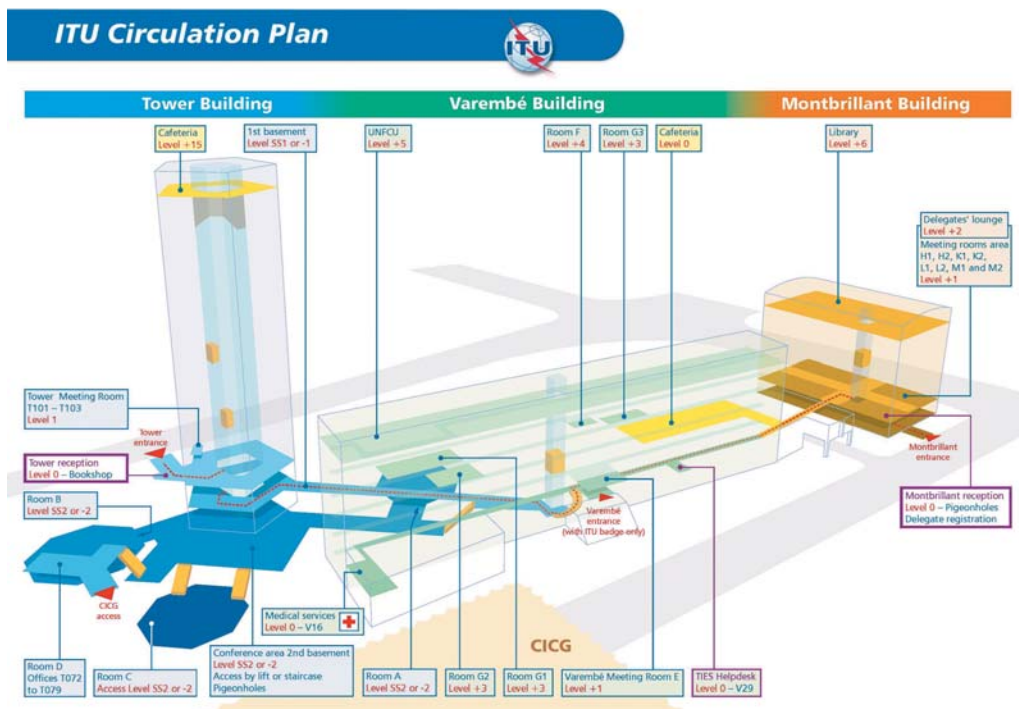 ITU Circulation Plan
ITU
Tower Building
Varembé Building
Montbrillant Building
Cafeteria
Level +15
1st basement
Level SS1 or -1
UNFCU
Level +5
Room F
Level +4
Room G3
Level +3
Cafeteria
Level 0
Library
Level +6
Delegates' lounge
Level +2
Meeting rooms area
H1, H2, K1, K2,
L1, L2, M1 and M2
Level +1
Tower Meeting Room
T101 – T103
Level 1
Tower
entrance
Tower reception
Level 0 – Bookshop
Room B
Level SS2 or -2
CICG
access
Varembé
entrance
(with ITU badge only)
Montbrillant
entrance
Montbrillant reception
Level 0 – Pigeonholes
Delegate registration
Medical services
Level 0 – V16
CICG
Room D
Offices T072
to T079
Room C
Access Level SS2 or -2
Conference area 2nd basement
Level SS2 or -2
Access by lift or staircase
Pigeonholes
Room A
Level SS2 or -2
Room G2
Level +3
Room G1
Level +3
Varembé Meeting Room E
Level +1
TIES Helpdesk
Level 0 – V29